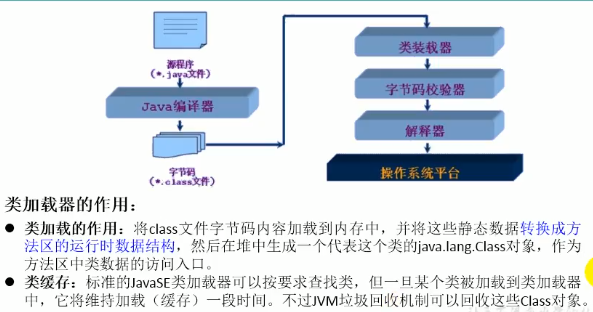 源程序
(*.java文件)
Java编译器
字节码
(*.class文件)
类装载器
字节码校验器
解释器
操作系统平台
类加载器的作用：
● 类加载的作用：将class文件字节码内容加载到内存中，并将这些静态数据转换成方
法区的运行时数据结构，然后在堆中生成一个代表这个类的java.lang.Class对象，作为
方法区中类数据的访问入口。
● 类缓存：标准的JavaSE类加载器可以按要求查找类，但一旦某个类被加载到类加载器
中，它将维持加载（缓存）一段时间。不过JVM垃圾回收机制可以回收这些Class对象。